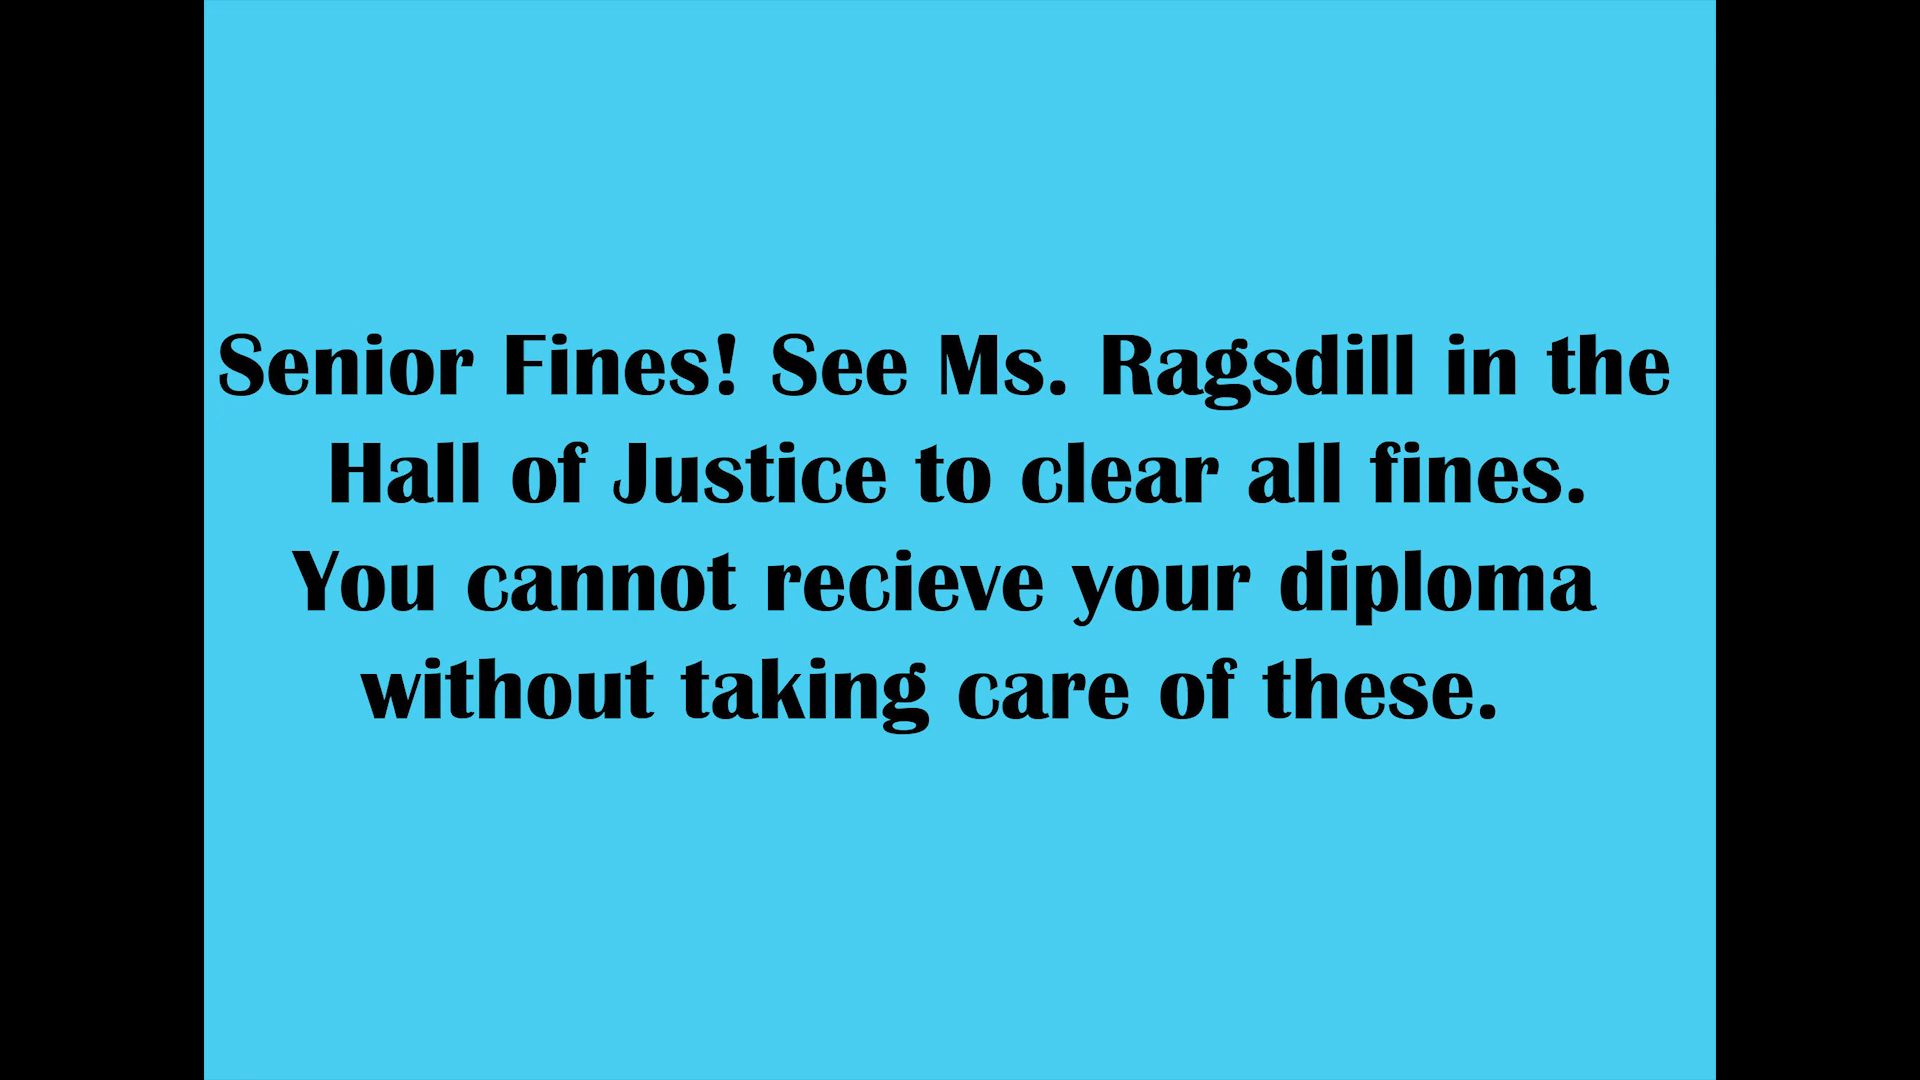 Senior Fines! See Ms. Ragsdill in the
Hall of Justice to clear all fines.
You cannot recieve your diploma
without taking care of these.